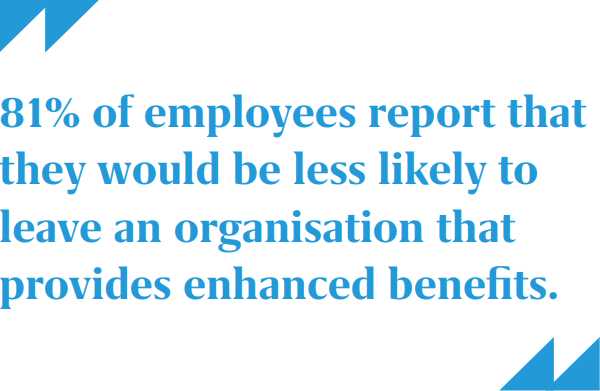 81% of employees report that
they would be less likely to
leave an organisation that
provides enhanced benefits.